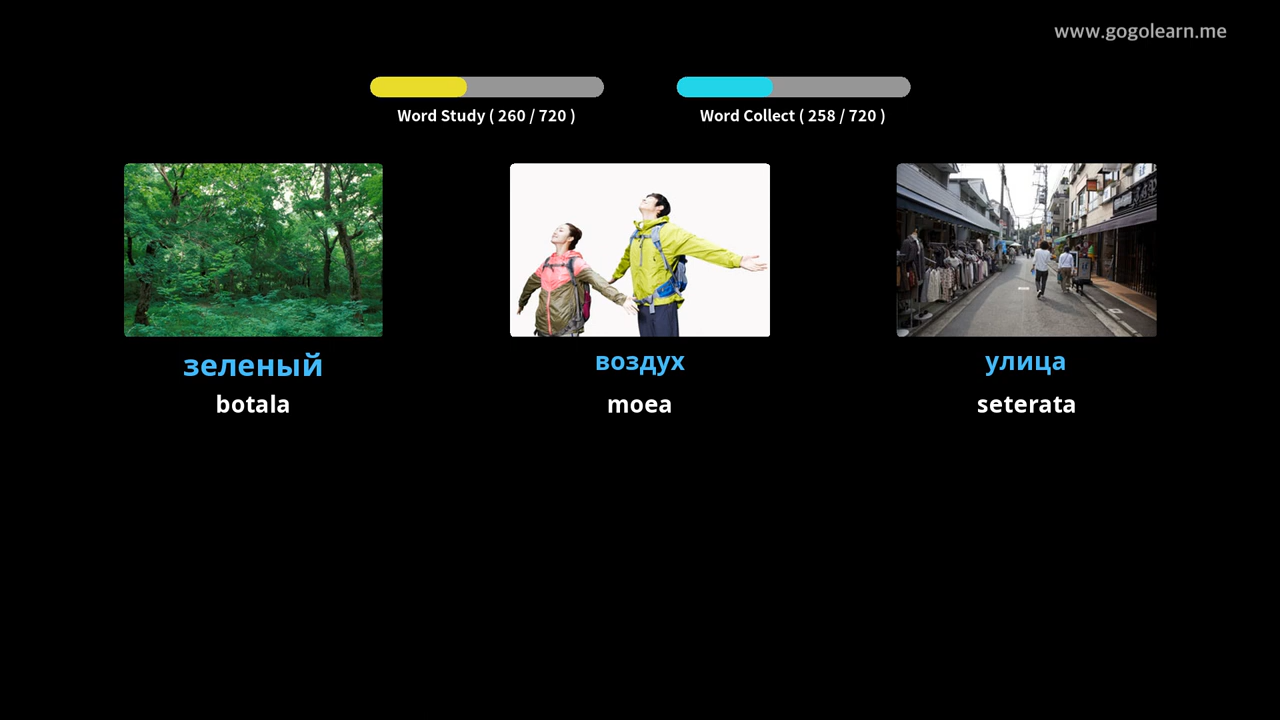 www.gogolearn.me
Word Study ( 260 / 720 )
Word Collect ( 258 / 720 )
зеленый
воздух
улица
botala
moea
seterata